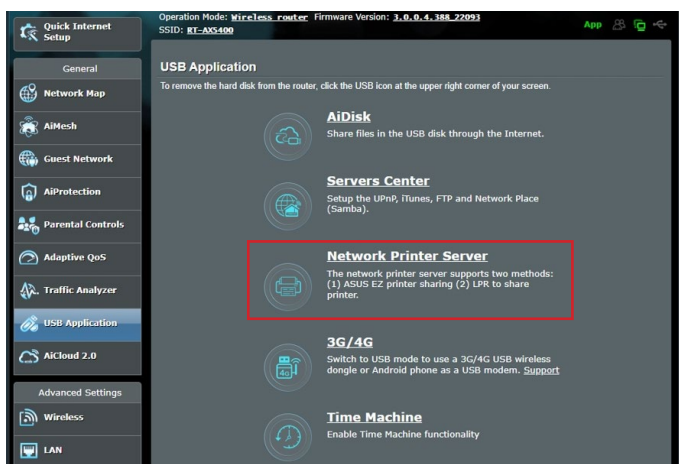 Quick Internet
Setup
Operation Mode: Wireless router Firmware Version: 3.0.0.4.388_22093
SSID: RT-AX5400
App
General
Network Map
AiMesh
Guest Network
AiProtection
Parental Controls
Adaptive QoS
Traffic Analyzer
USB Application
AiCloud 2.0
Advanced Settings
Wireless
LAN
USB Application
To remove the hard disk from the router, click the USB icon at the upper right corner of your screen.
AiDisk
Share files in the USB disk through the Internet.
Servers Center
Setup the UPnP, iTunes, FTP and Network Place
(Samba).
Network Printer Server
The network printer server supports two methods:
(1) ASUS EZ printer sharing (2) LPR to share
printer.
3G/4G
4G
Switch to USB mode to use a 3G/4G USB wireless
dongle or Android phone as a USB modem. Support
Time Machine
Enable Time Machine functionality